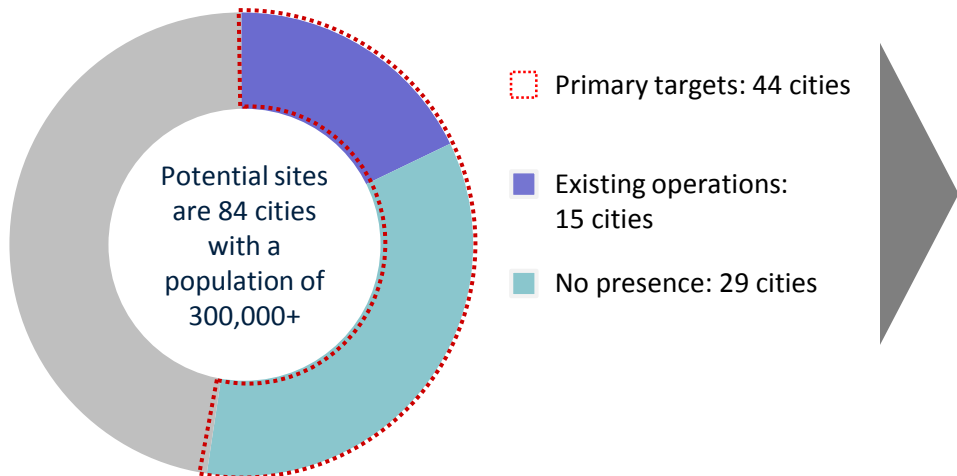 Potential sites
are 84 cities
with a
population of
300,000+
Primary targets: 44 cities
Existing operations:
15 cities
No presence: 29 cities